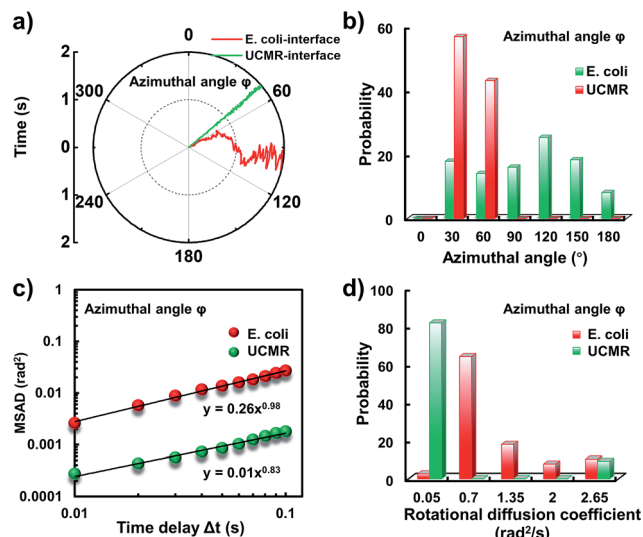 a)
0
E. coli-interface
UCMR-interface
Azimuthal angle φ
Time (s)
2
1
0
1
2
300
60
240
120
180
b)
Azimuthal angle φ
E. coli
UCMR
Probability
60
40
20
0
0 30 60 90 120 150 180
Azimuthal angle (°)
c)
Azimuthal angle φ
E. coli
UCMR
MSAD (rad²)
1
0.1
0.01
0.001
0.0001
y = 0.26x^0.98
y = 0.01x^0.83
0.01 0.1
Time delay Δt (s)
d)
Azimuthal angle φ
E. coli
UCMR
Probability
100
80
60
40
20
0
0.05 0.7 1.35 2 2.65
Rotational diffusion coefficient
(rad²/s)